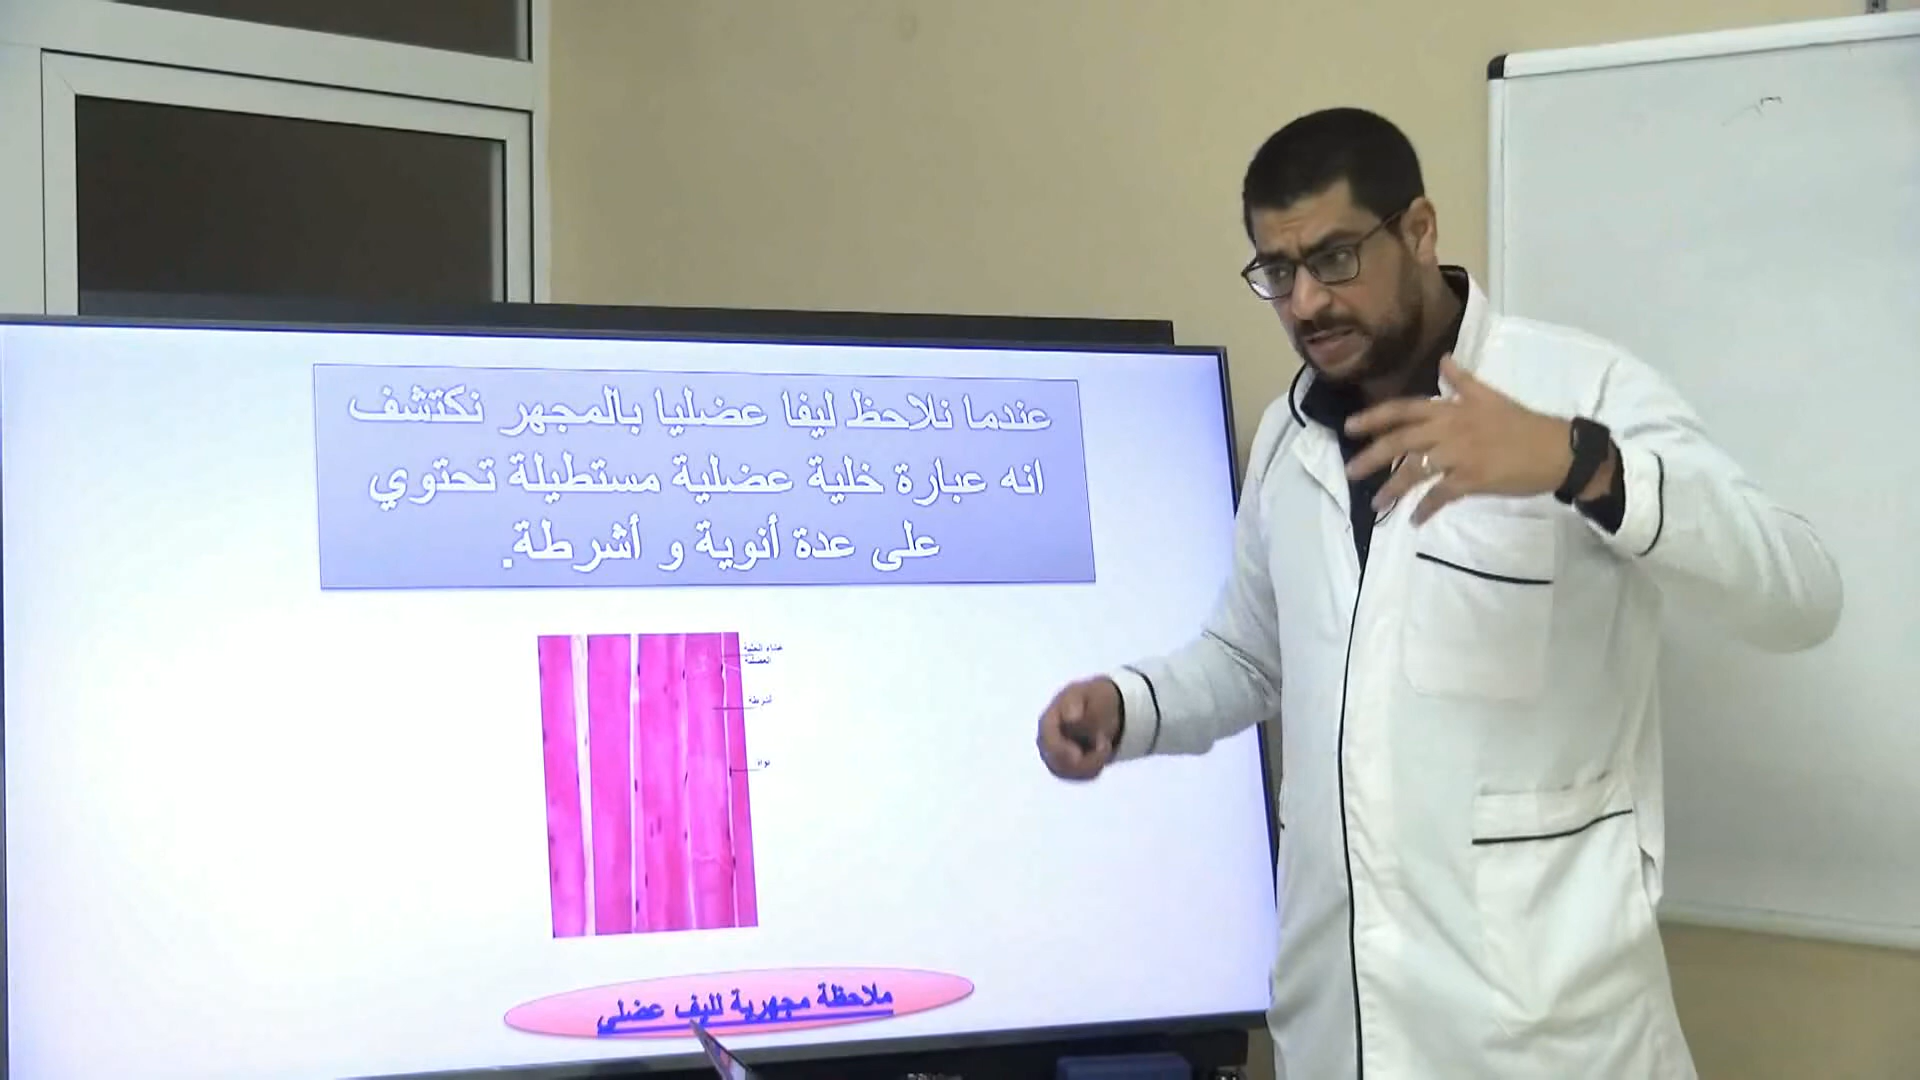 عندما نلاحظ ليفا عضليا بالمجهر نكتشف
انه عبارة خلية عضلية مستطيلة تحتوي
على عدة أنوية و أشرطة.
غشاء الخلية
العضلية
أشرطة
نواة
ملاحظة مجهرية لليف عضلي